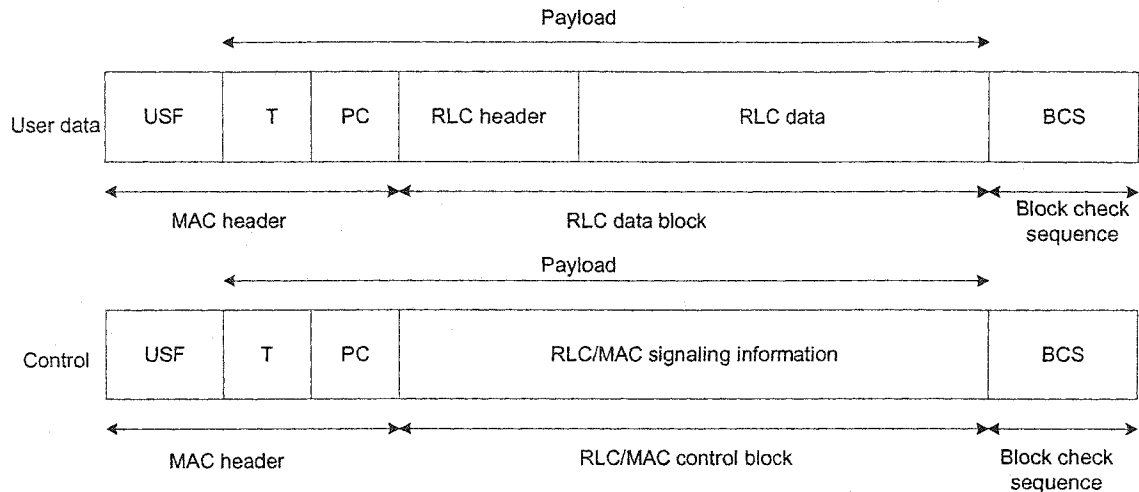 Payload
User data
USF
T
PC
RLC header
RLC data
BCS
MAC header
RLC data block
Block check
sequence
Payload
Control
USF
T
PC
RLC/MAC signaling information
BCS
MAC header
RLC/MAC control block
Block check
sequence